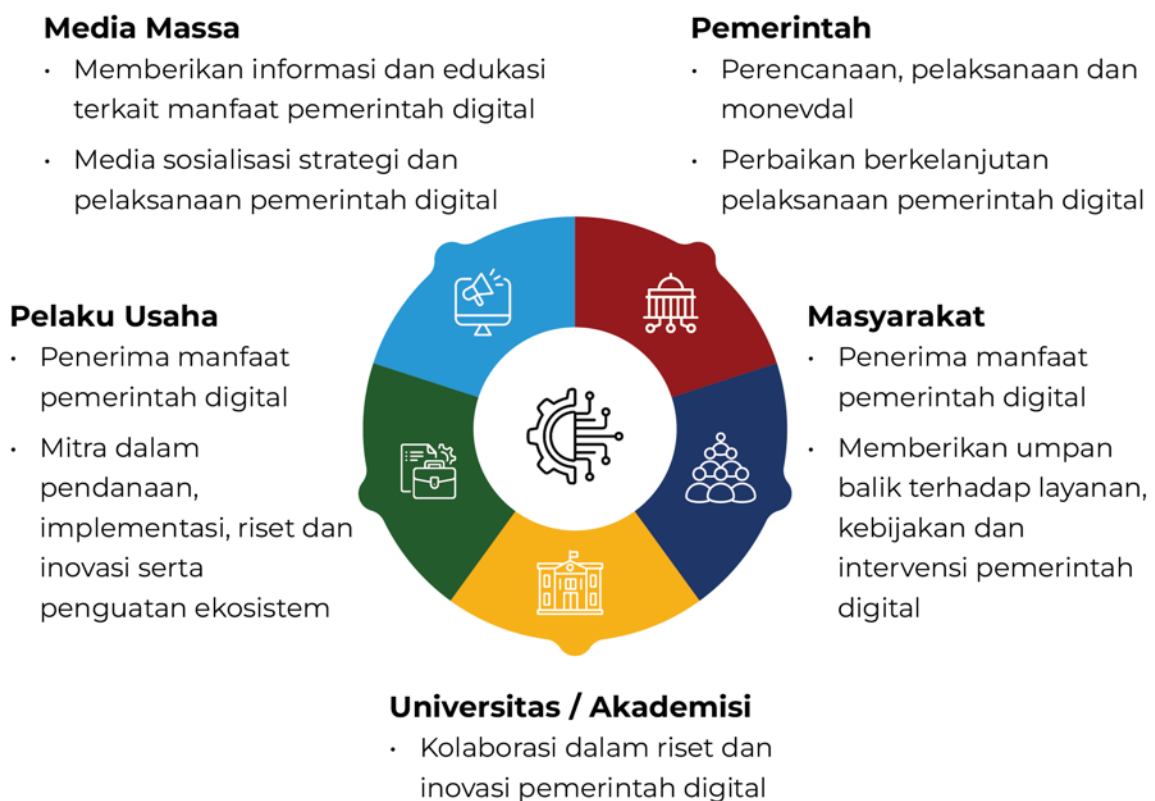 Media Massa
• Memberikan informasi dan edukasi
terkait manfaat pemerintah digital
• Media sosialisasi strategi dan
pelaksanaan pemerintah digital
Pemerintah
• Perencanaan, pelaksanaan dan
monevdal
• Perbaikan berkelanjutan
pelaksanaan pemerintah digital
Pelaku Usaha
• Penerima manfaat
pemerintah digital
• Mitra dalam
pendanaan,
implementasi, riset dan
inovasi serta
penguatan ekosistem
Masyarakat
• Penerima manfaat
pemerintah digital
• Memberikan umpan
balik terhadap layanan,
kebijakan dan
intervensi pemerintah
digital
Universitas / Akademisi
• Kolaborasi dalam riset dan
inovasi pemerintah digital